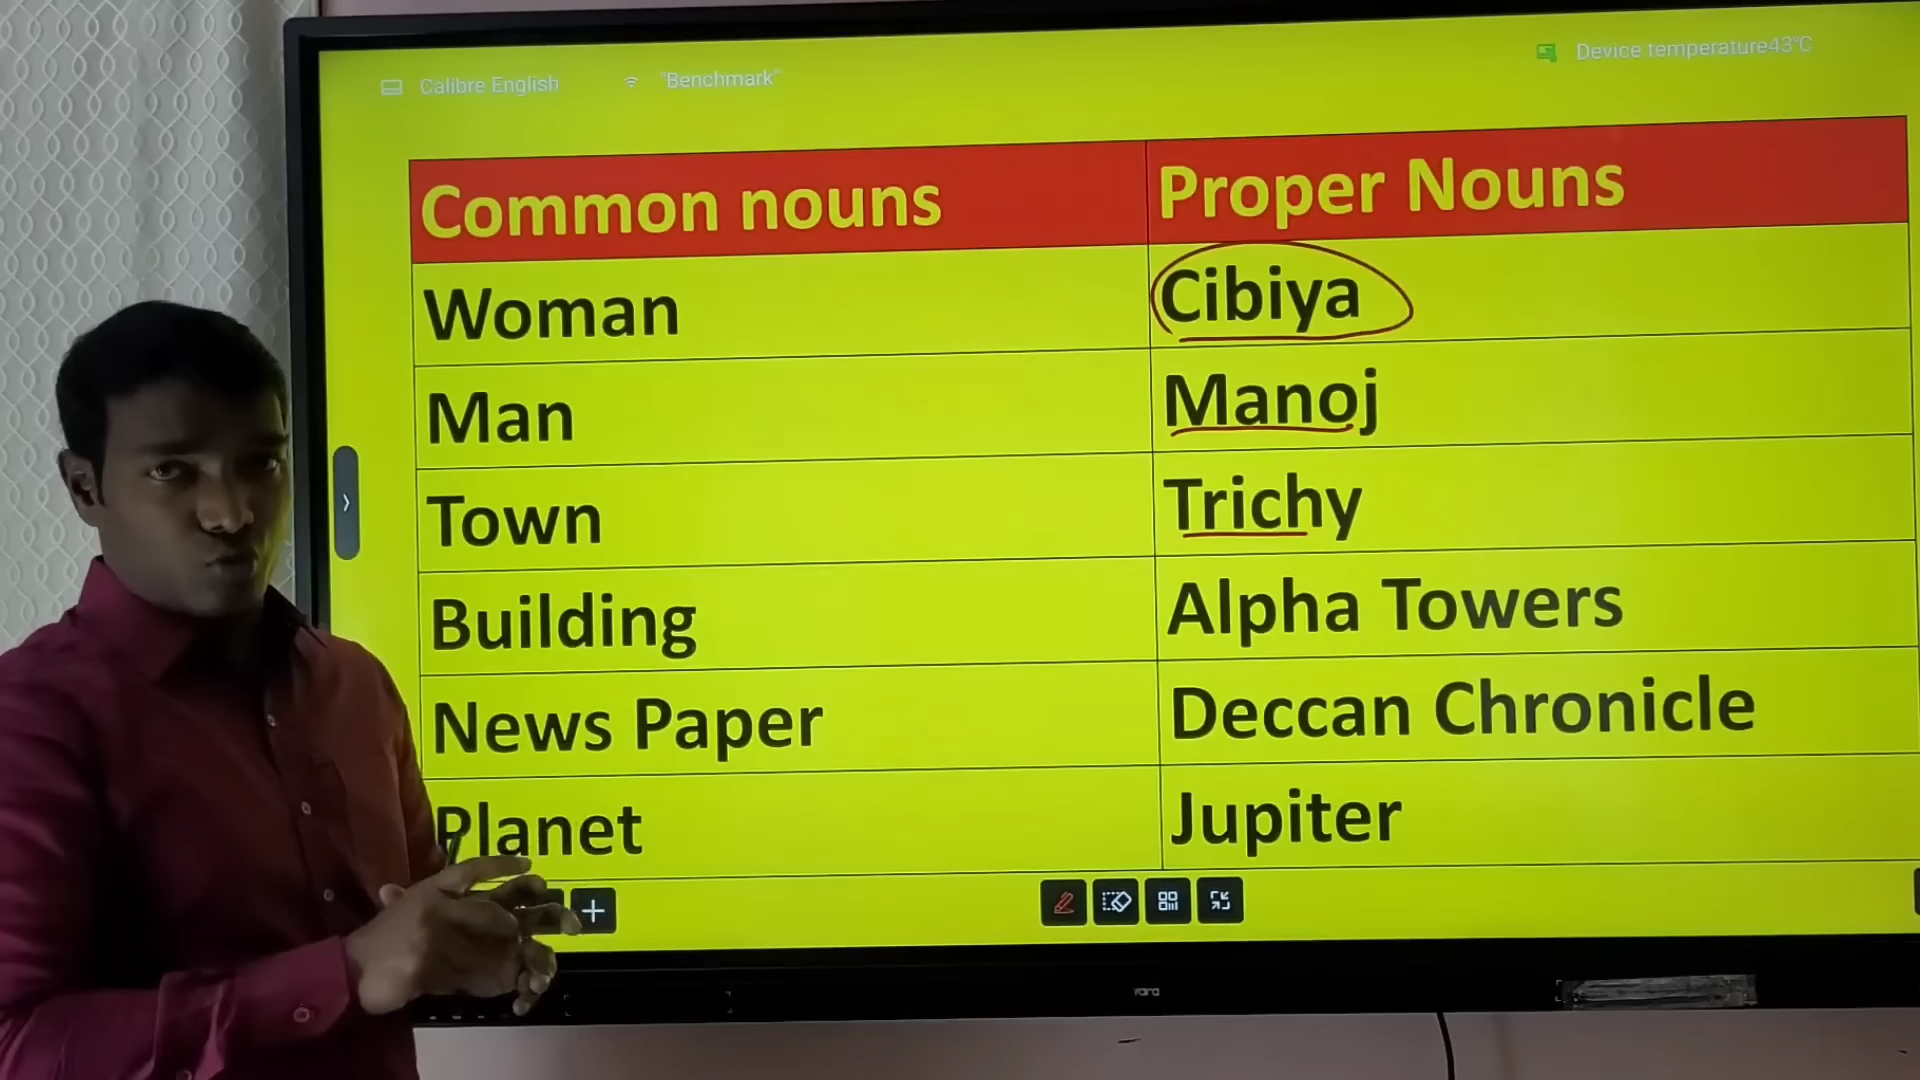 Calibre English "Benchmark" Device temperature43°C
Common nouns Proper Nouns
Woman Cibiya
Man Manoj
Town Trichy
Building Alpha Towers
News Paper Deccan Chronicle
Planet Jupiter